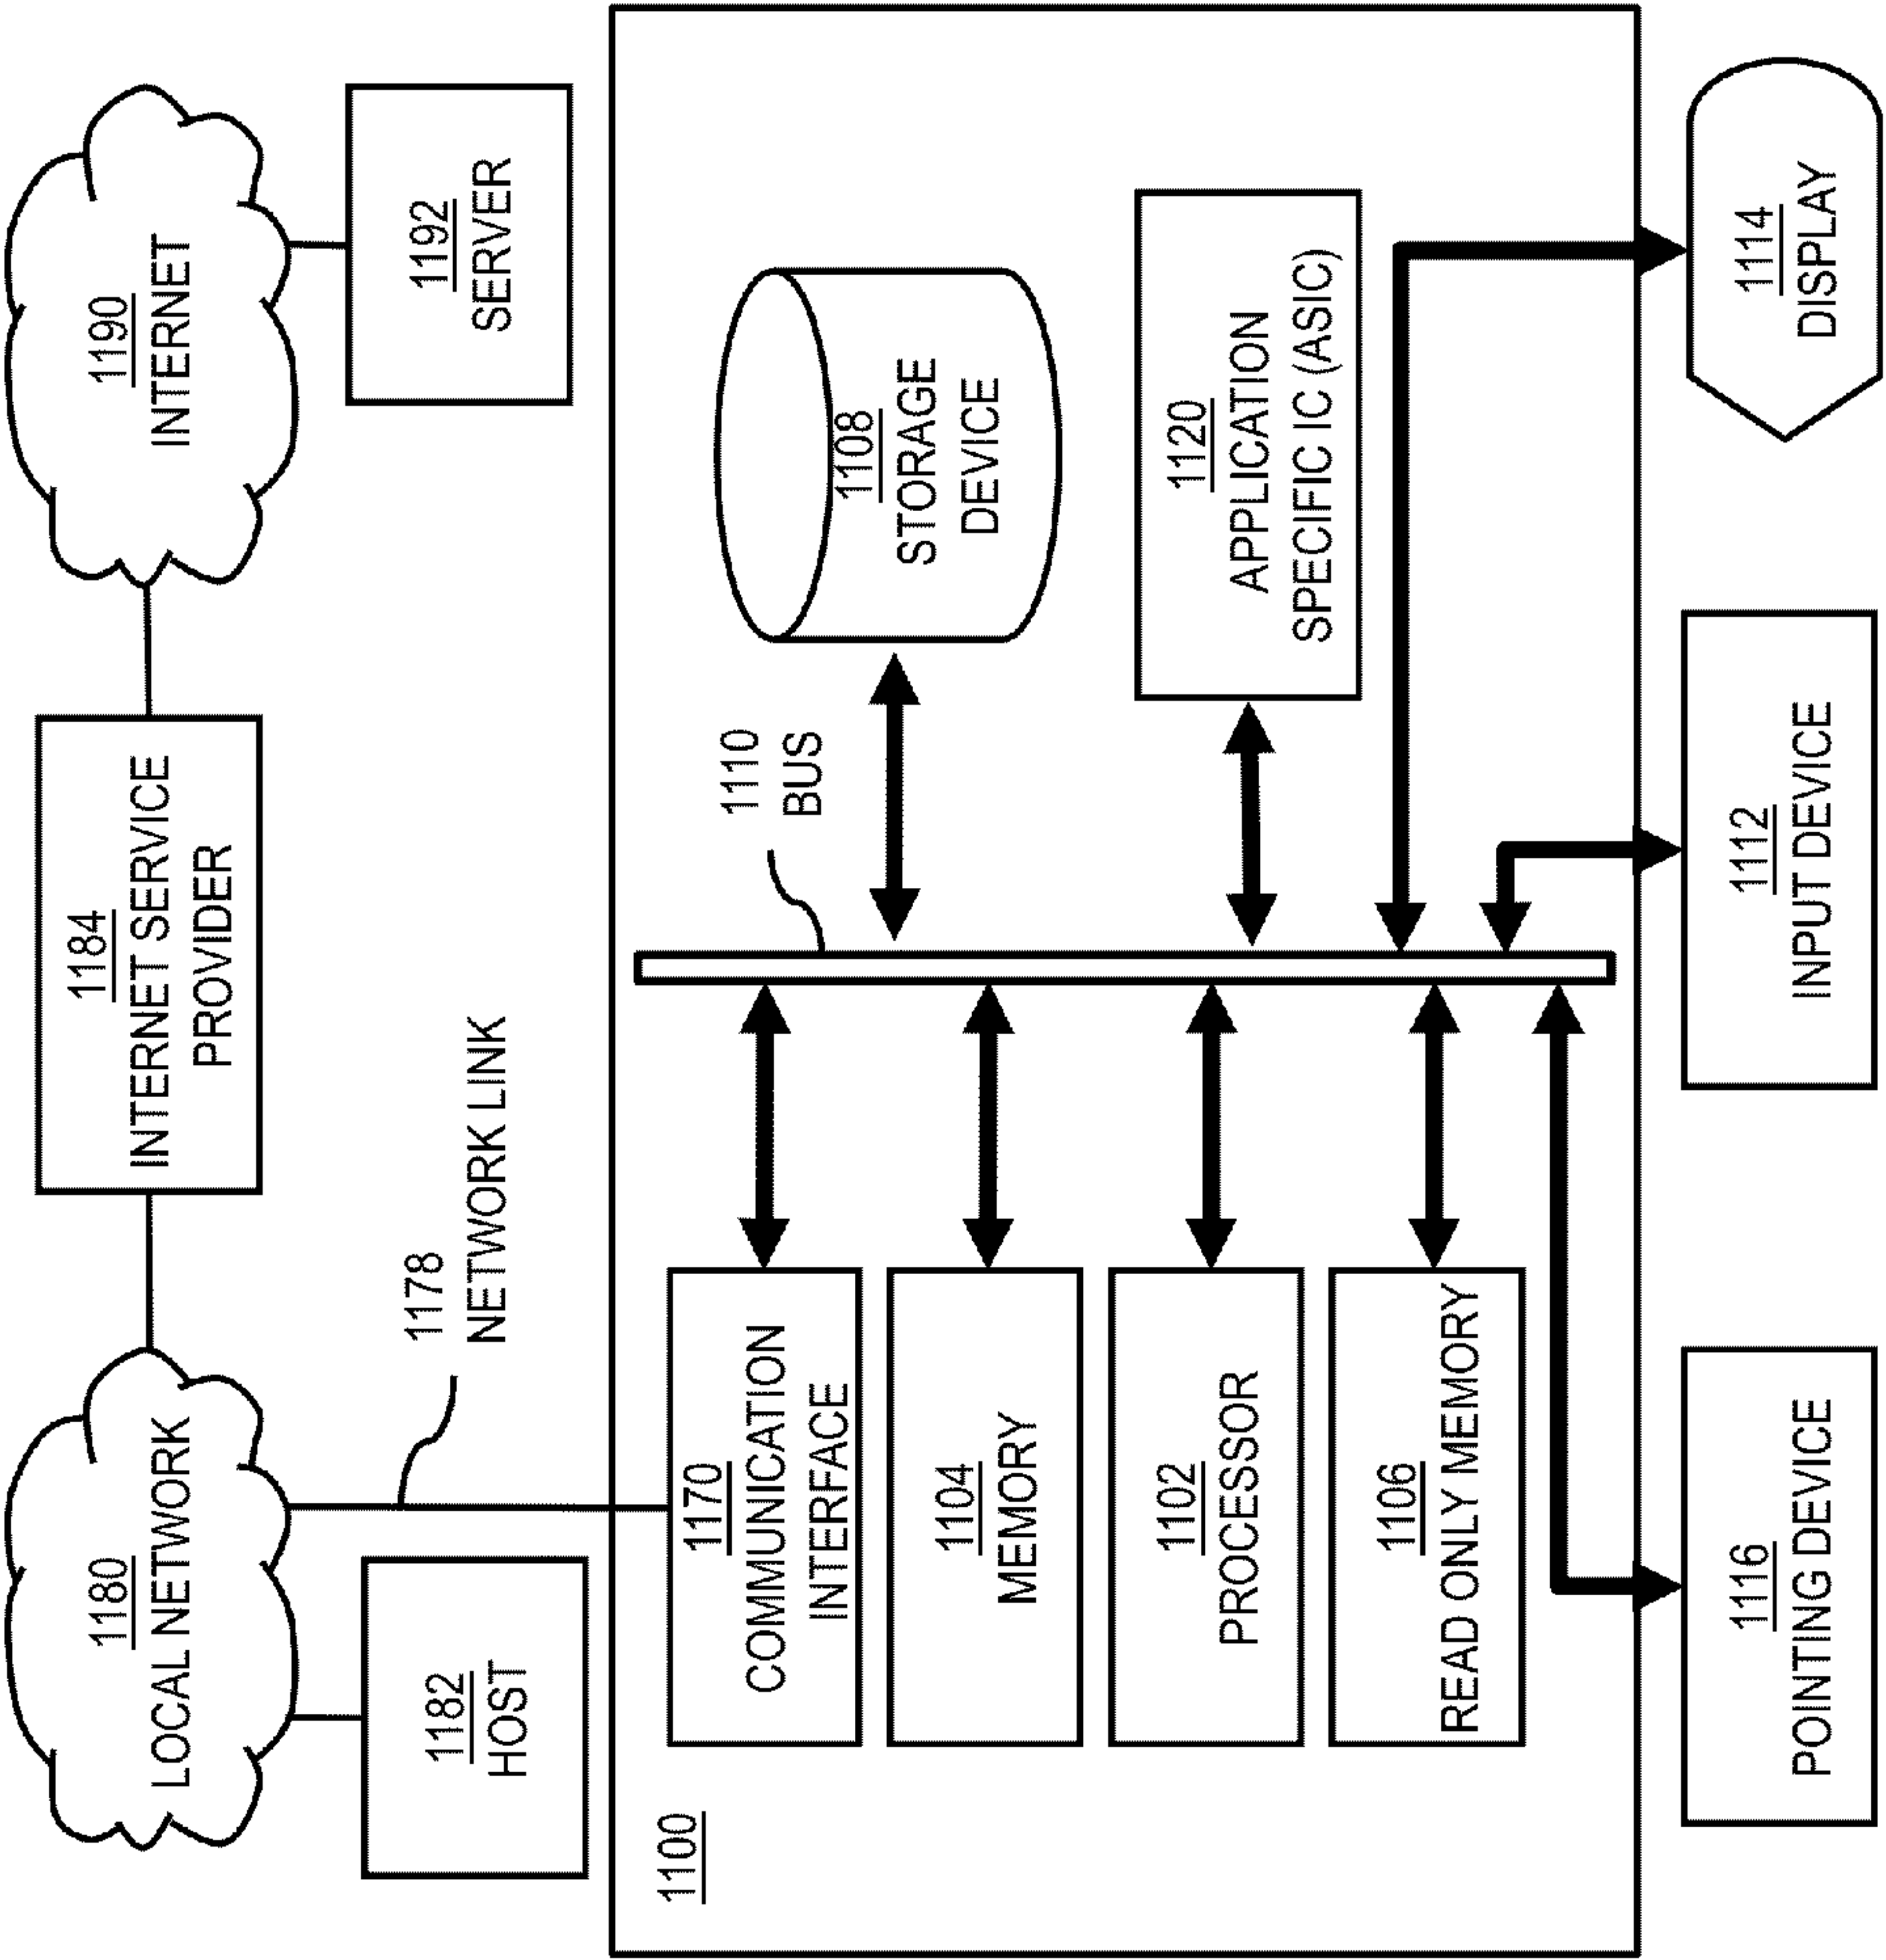 1180
LOCAL NETWORK
1184
INTERNET SERVICE
PROVIDER
1190
INTERNET
1182
HOST
1178
NETWORK LINK
1192
SERVER
1100
1170
COMMUNICATION
INTERFACE
1110
BUS
1108
STORAGE
DEVICE
1104
MEMORY
1102
PROCESSOR
1120
APPLICATION
SPECIFIC IC (ASIC)
1106
READ ONLY MEMORY
1116
POINTING DEVICE
1112
INPUT DEVICE
1114
DISPLAY